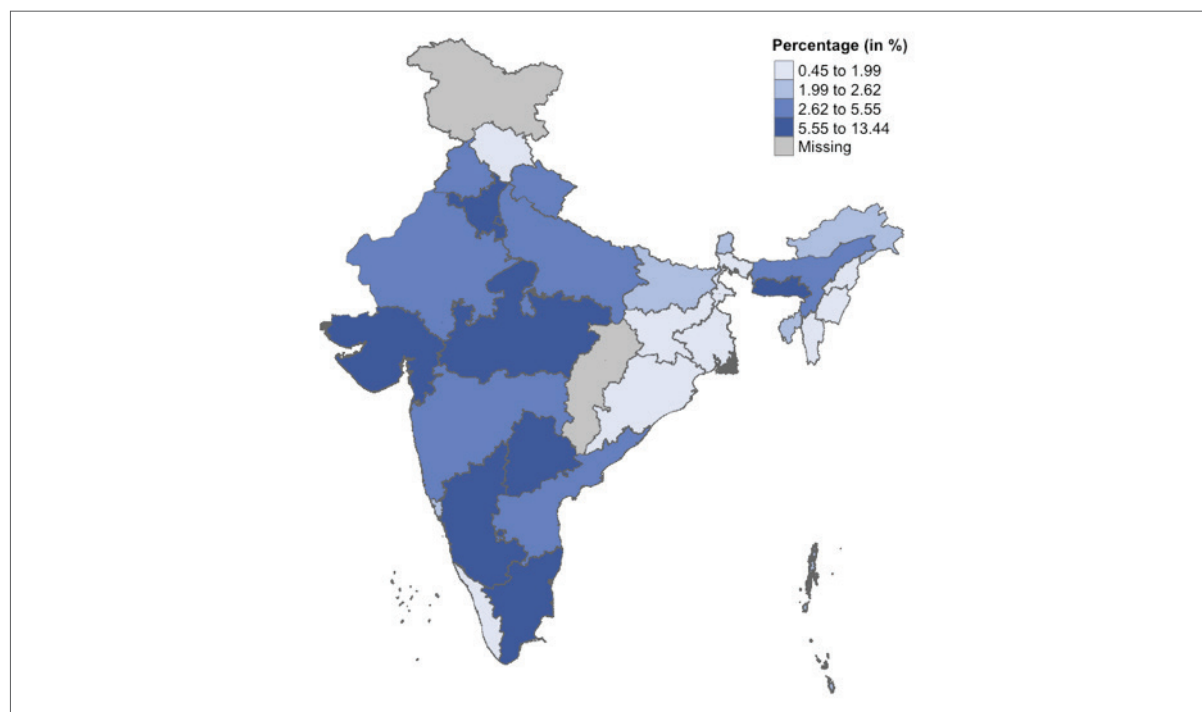 Percentage (in %)
0.45 to 1.99
1.99 to 2.62
2.62 to 5.55
5.55 to 13.44
Missing